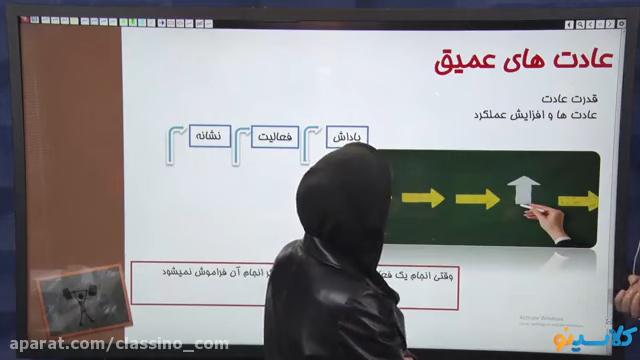 عادت های عمیق
قدرت عادت
عادت ها و افزایش عملکرد
پاداش
فعالیت
نشانه
وقتی انجام یک انجام آن فراموش نمیشود
Activate Windows
کلاسینو
aparat.com/classino_com